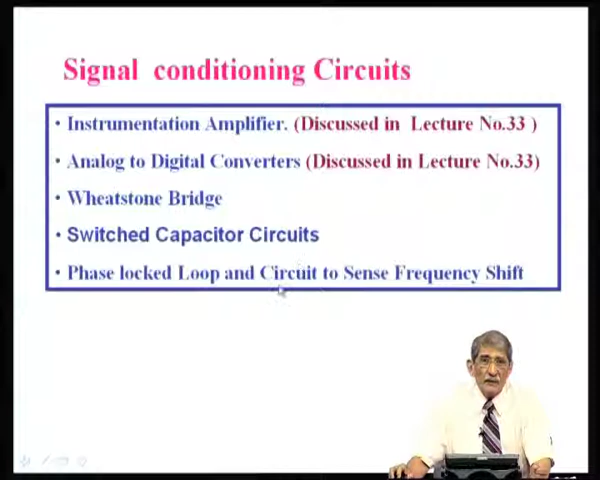 Signal conditioning Circuits
• Instrumentation Amplifier. (Discussed in Lecture No.33 )
• Analog to Digital Converters (Discussed in Lecture No.33)
• Wheatstone Bridge
• Switched Capacitor Circuits
• Phase locked Loop and Circuit to Sense Frequency Shift